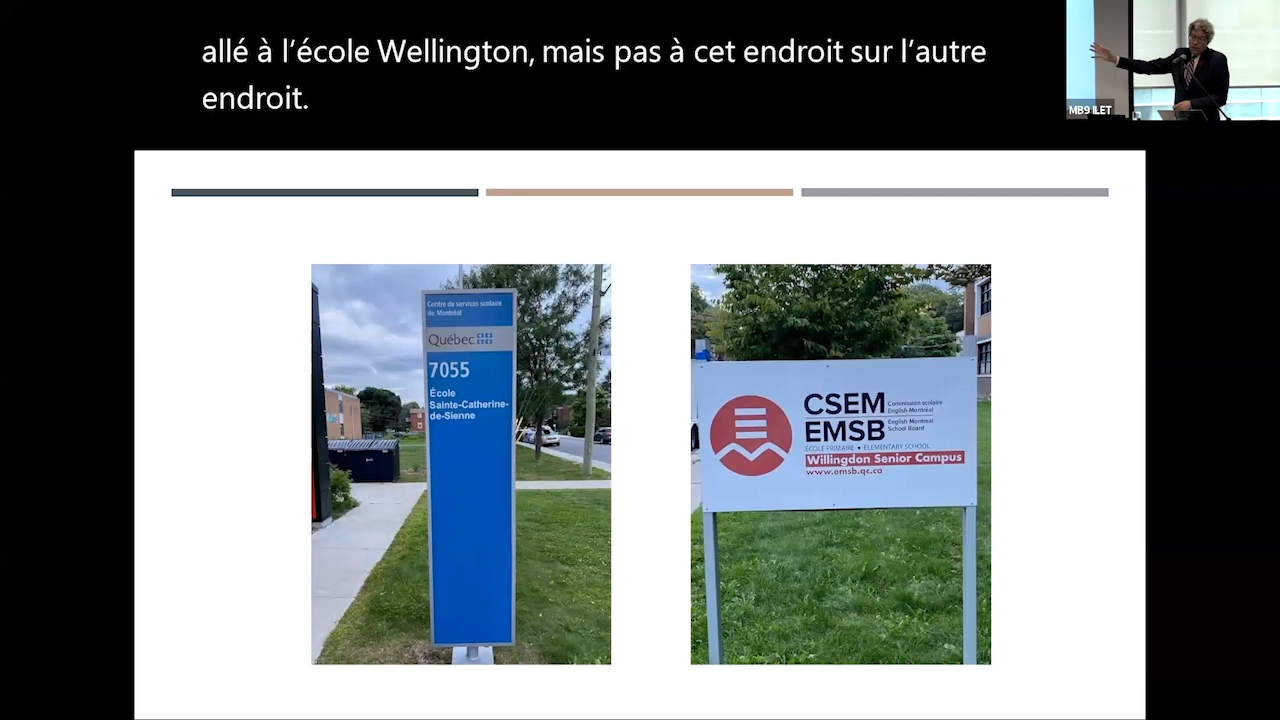 allé à l’école Wellington, mais pas à cet endroit sur l’autre
endroit.
MB9 ILET
Centre de services scolaire
de Montréal
Québec
7055
École
Sainte-Catherine-
de-Sienne
CSEM
Commission scolaire
English-Montréal
EMSB
English Montreal
School Board
ÉCOLE PRIMAIRE • ELEMENTARY SCHOOL
Willingdon Senior Campus
www.emsb.qc.ca